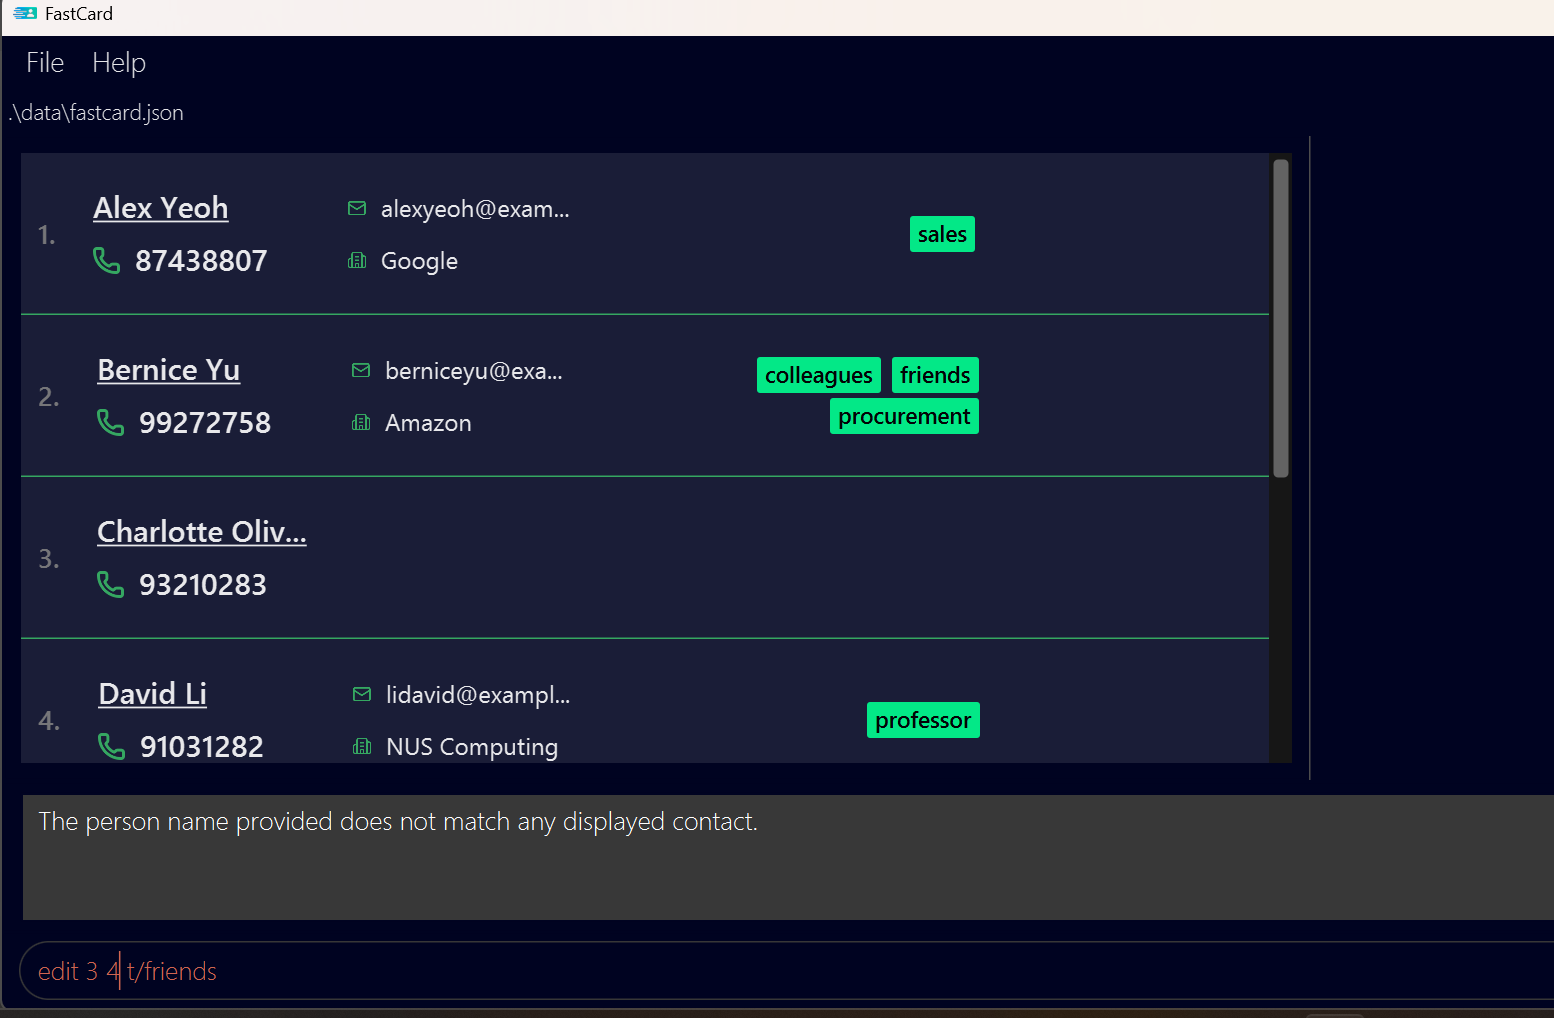 FastCard
File Help
.\data\fastcard.json
1.
Alex Yeoh
87438807
alexyeoh@exam...
Google
sales
2.
Bernice Yu
99272758
berniceyu@exa...
Amazon
colleagues friends
procurement
3.
Charlotte Oliv...
93210283
4.
David Li
91031282
lidavid@exampl...
NUS Computing
professor
The person name provided does not match any displayed contact.
edit 3 4 t/friends